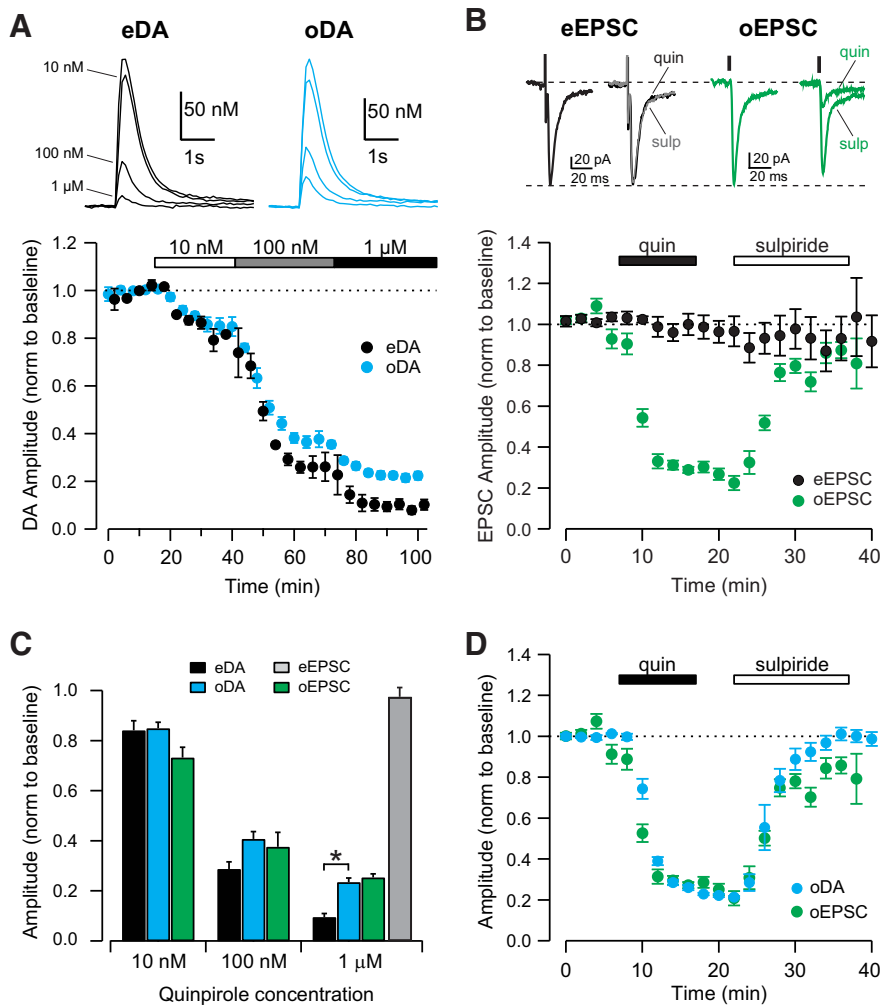 A
eDA
oDA
10 nM
100 nM
1 µM
50 nM
1s
50 nM
1s
10 nM
100 nM
1 µM
DA Amplitude (norm to basleline)
1.2
1.0
0.8
0.6
0.4
0.2
0.0
eDA
oDA
0
20
40
60
80
100
Time (min)
B
eEPSC
oEPSC
quin
sulp
quin
sulp
20 pA
20 ms
20 pA
20 ms
quin
sulpiride
EPSC Amplitude (norm to baseline)
1.4
1.2
1.0
0.8
0.6
0.4
0.2
0.0
eEPSC
oEPSC
0
10
20
30
40
Time (min)
C
eDA
oDA
eEPSC
oEPSC
Amplitude (norm to baseline)
1.0
0.8
0.6
0.4
0.2
0.0
*
10 nM
100 nM
1 µM
Quinpirole concentration
D
quin
sulpiride
Amplitude (norm to baseline)
1.4
1.2
1.0
0.8
0.6
0.4
0.2
0.0
oDA
oEPSC
0
10
20
30
40
Time (min)